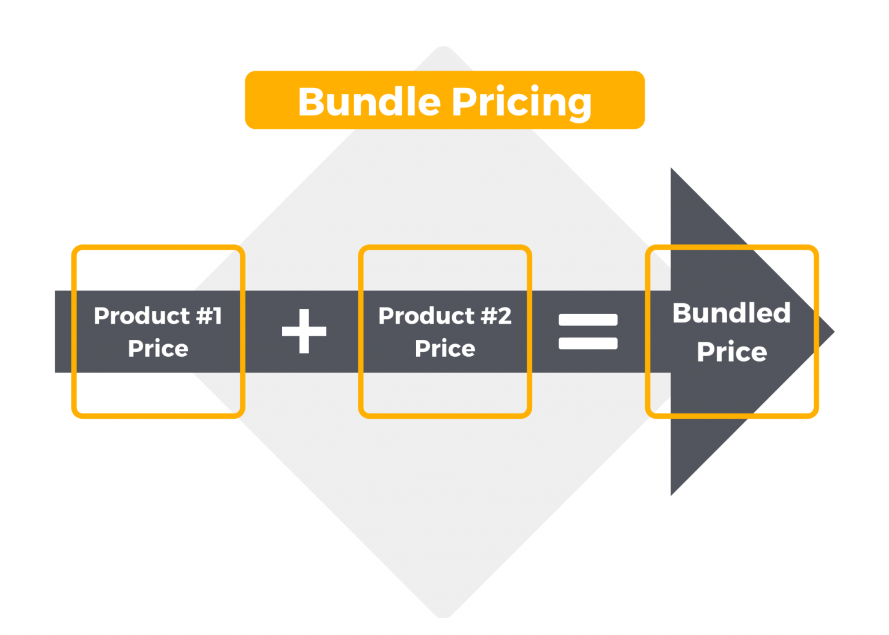 Bundle Pricing
Product #1
Price
+
Product #2
Price
=
Bundled
Price